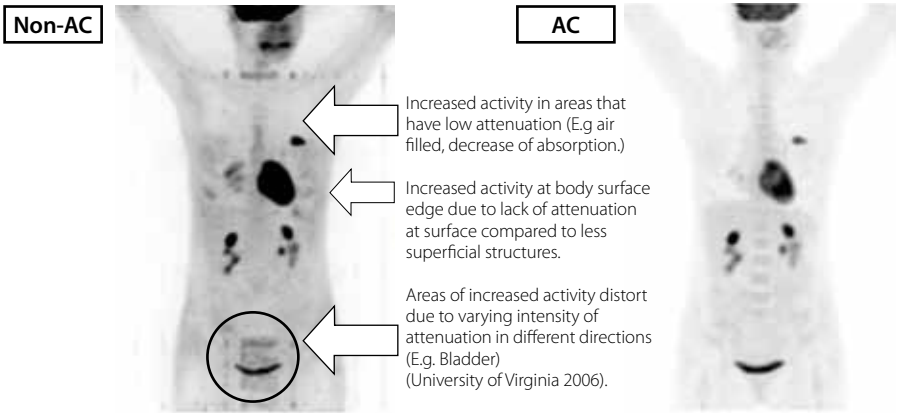 Non-AC
AC
Increased activity in areas that
have low attenuation (E.g air
filled, decrease of absorption.)
Increased activity at body surface
edge due to lack of attenuation
at surface compared to less
superficial structures.
Areas of increased activity distort
due to varying intensity of
attenuation in different directions
(E.g. Bladder)
(University of Virginia 2006).